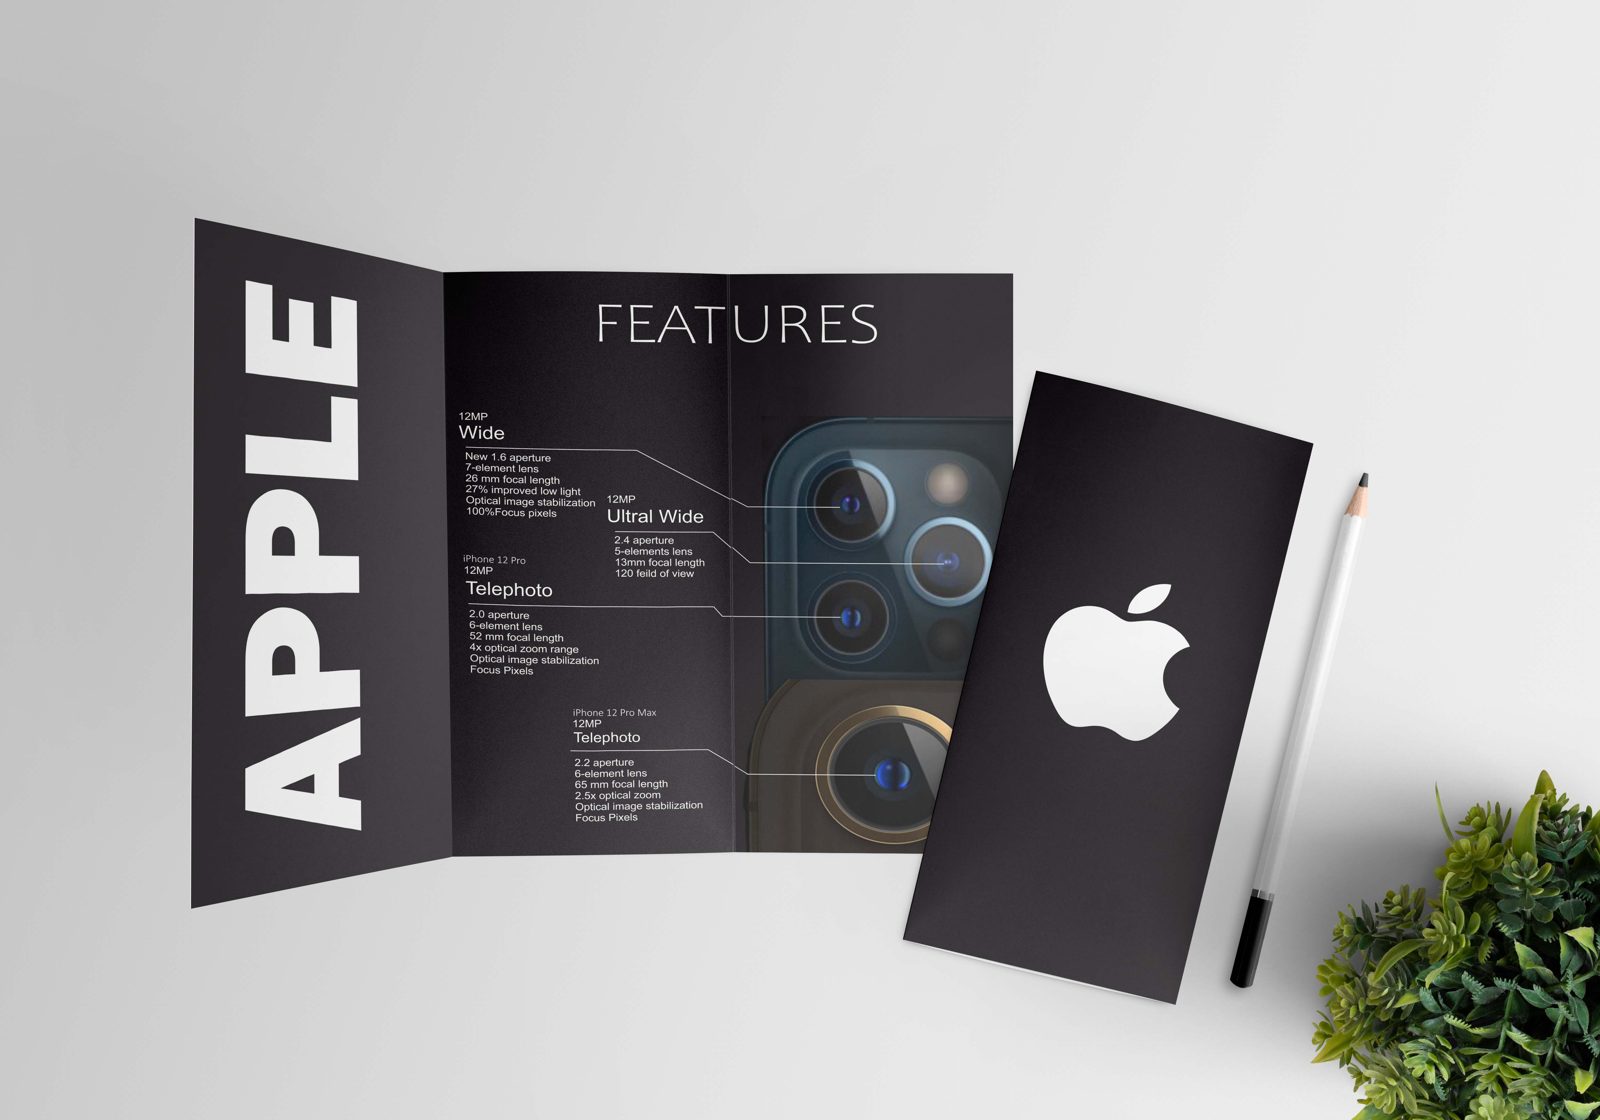 APPLE
FEATURES
12MP
Wide
New 1.6 aperture
7-element lens
26 mm focal length
27% improved low light
Optical image stabilization
100%Focus pixels
12MP
Ultral Wide
2.4 aperture
5-elements lens
13mm focal length
120 feild of view
iPhone 12 Pro
12MP
Telephoto
2.0 aperture
6-element lens
52 mm focal length
4x optical zoom range
Optical image stabilization
Focus Pixels
iPhone 12 Pro Max
12MP
Telephoto
2.2 aperture
6-element lens
65 mm focal length
2.5x optical zoom
Optical image stabilization
Focus Pixels